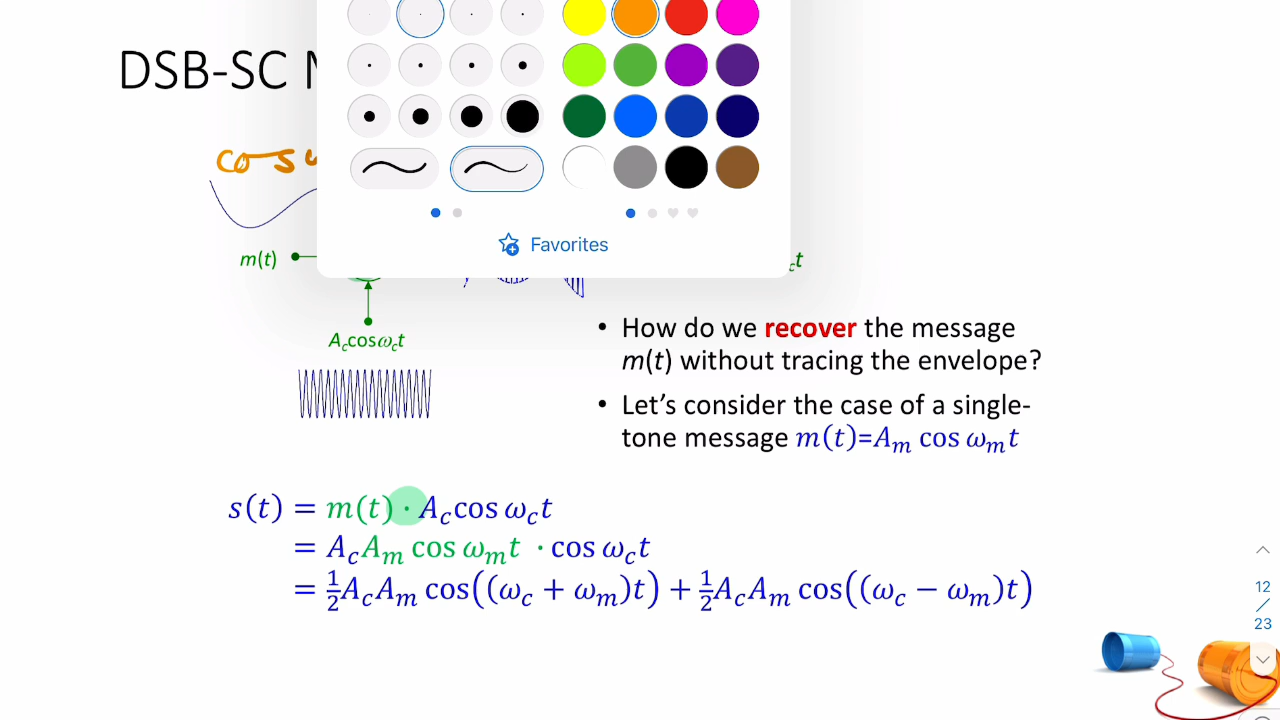 DSB-SC
cos
Favorites
m(t)
A_c cosω_c t
• How do we recover the message
m(t) without tracing the envelope?
• Let’s consider the case of a single-
tone message m(t)=A_m cos ω_m t
s(t) = m(t) · A_c cos ω_c t
= A_c A_m cos ω_m t · cos ω_c t
= ½A_c A_m cos((ω_c + ω_m)t) + ½A_c A_m cos((ω_c − ω_m)t)
12
/
23